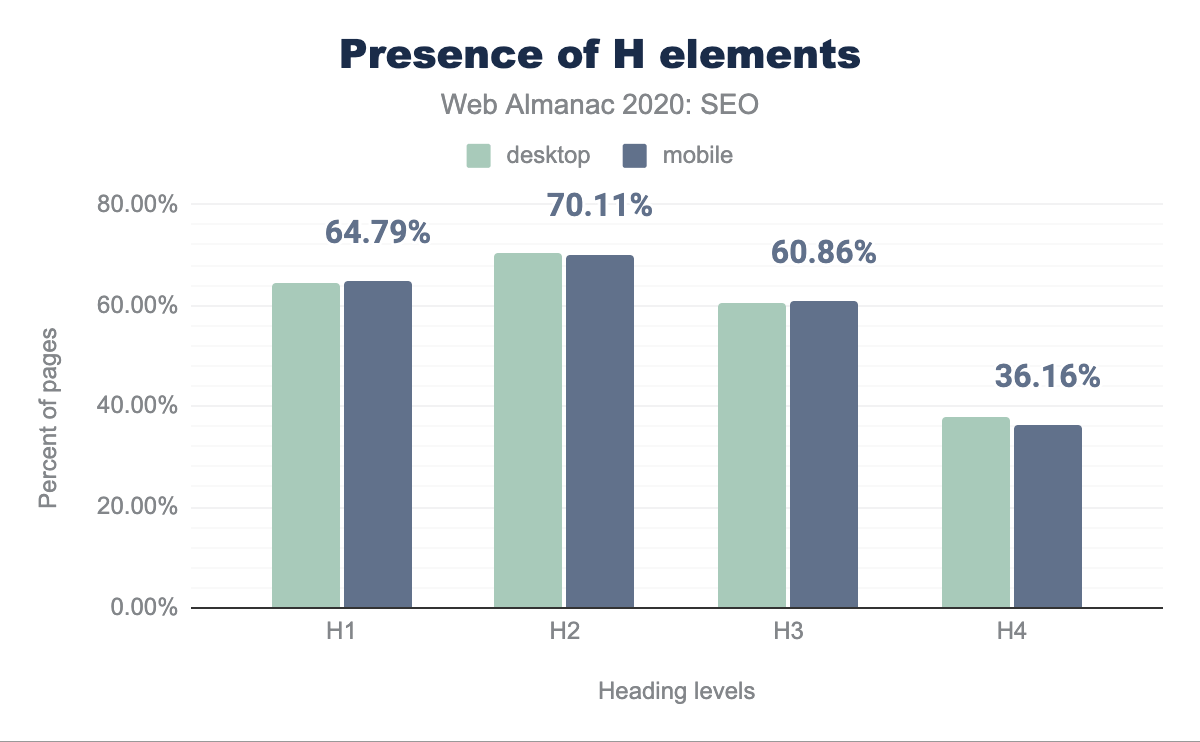 Presence of H elements
Web Almanac 2020: SEO
desktop mobile
80.00%
60.00%
40.00%
20.00%
0.00%
Percent of pages
64.79%
70.11%
60.86%
36.16%
H1 H2 H3 H4
Heading levels